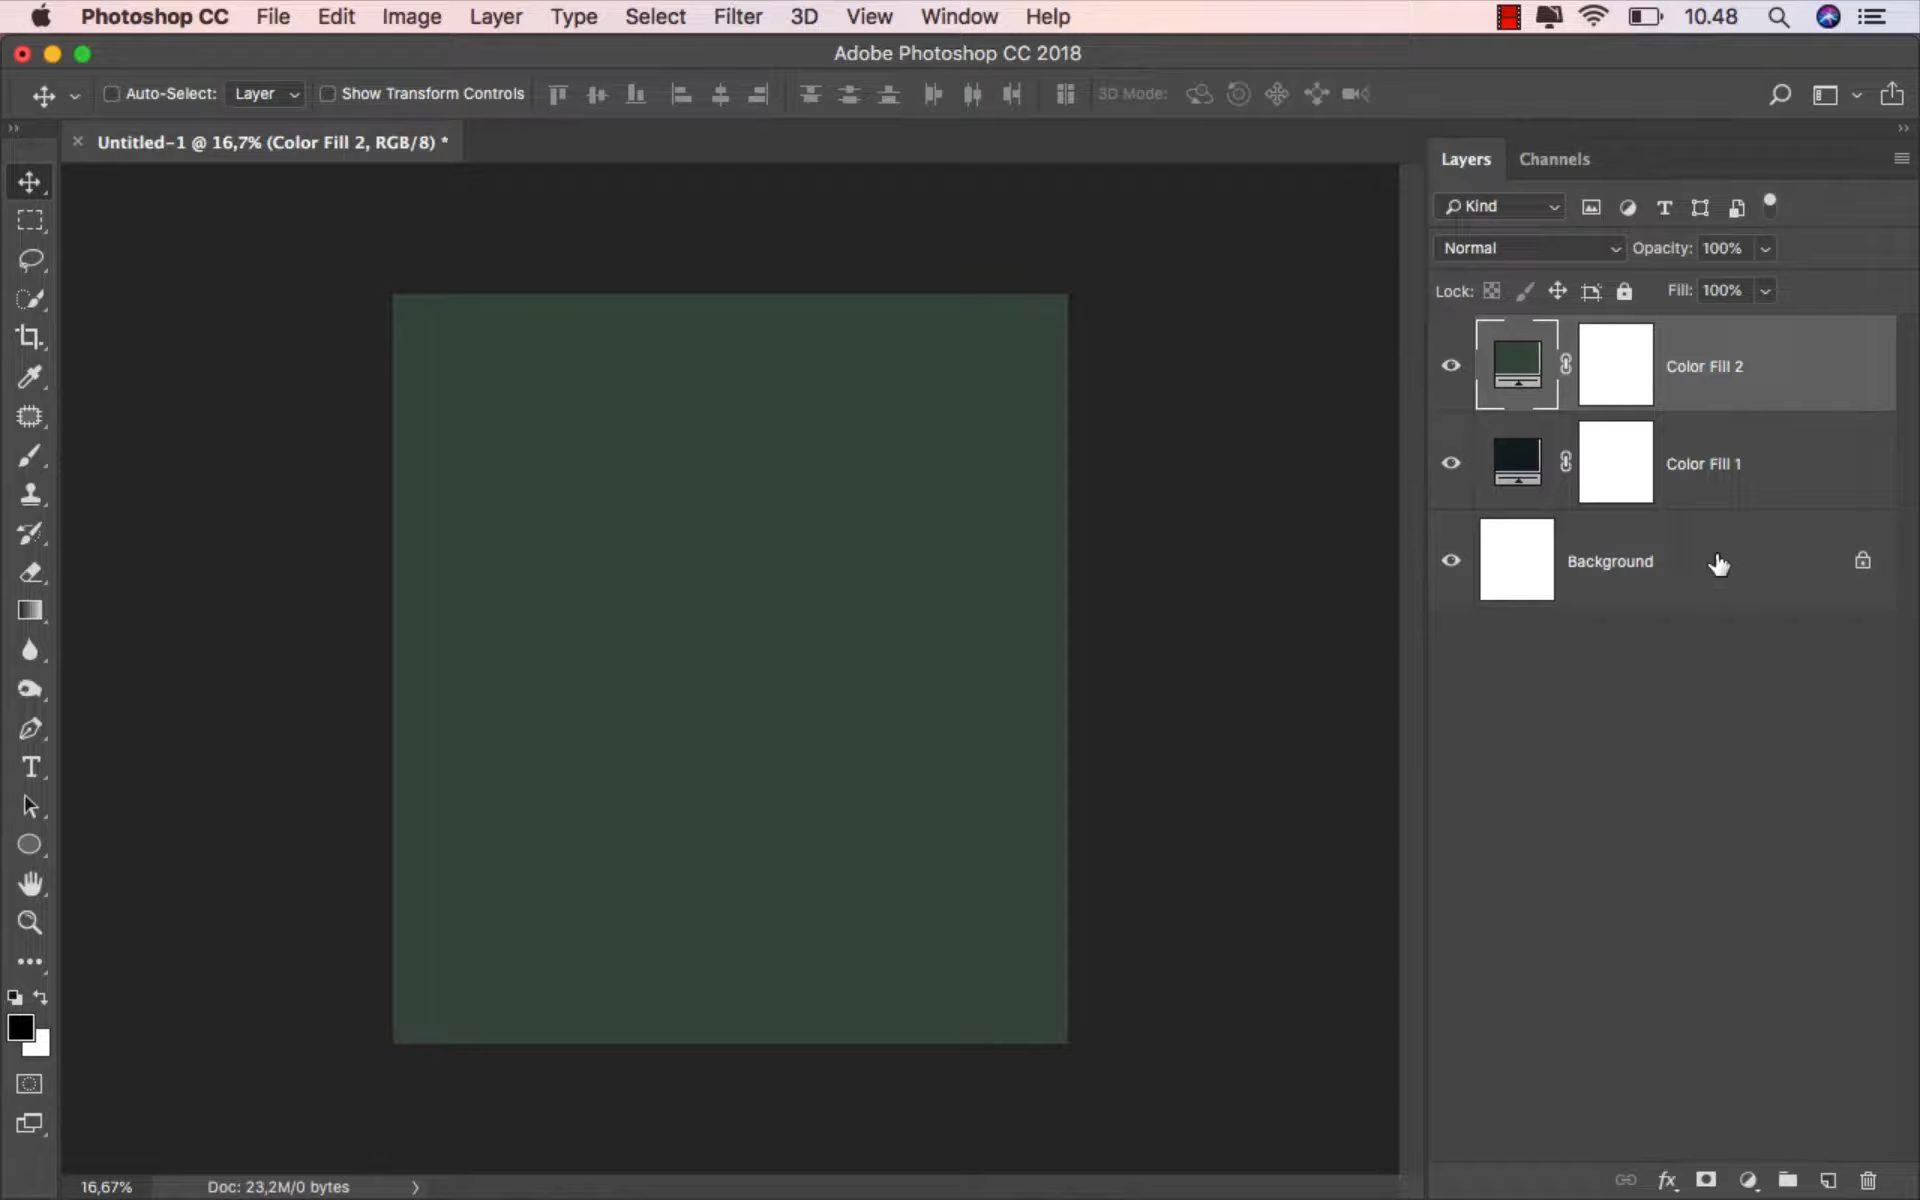 Photoshop CC File Edit Image Layer Type Select Filter 3D View Window Help 10.48
Adobe Photoshop CC 2018
Auto-Select: Layer Show Transform Controls 3D Mode:
× Untitled-1 @ 16,7% (Color Fill 2, RGB/8) *
Layers Channels
Kind
Normal Opacity: 100%
Lock: Fill: 100%
Color Fill 2
Color Fill 1
Background
16,67% Doc: 23,2M/0 bytes
fx